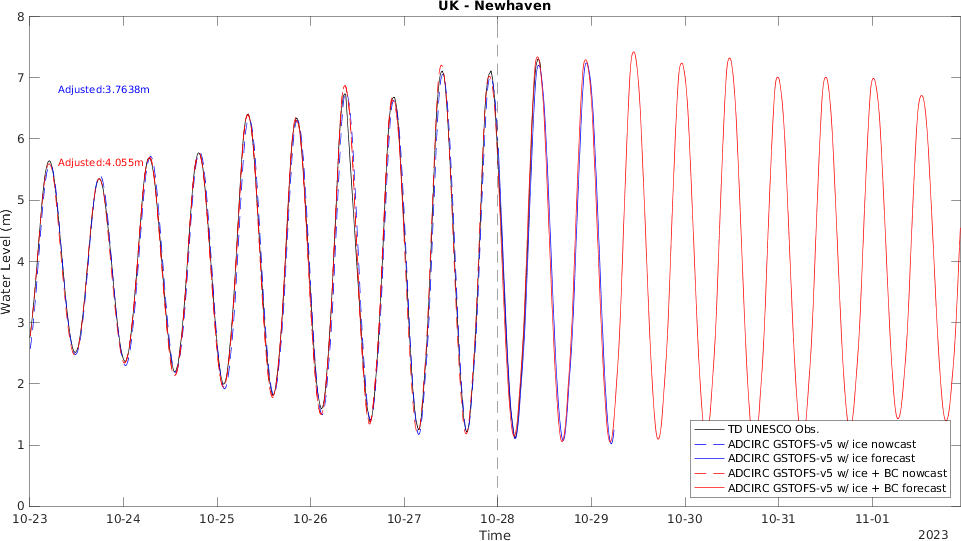 UK - Newhaven
8
7
6
5
4
3
2
1
0
Water Level (m)
Adjusted:3.7638m
Adjusted:4.055m
TD UNESCO Obs.
ADCIRC GSTOFS-v5 w/ ice nowcast
ADCIRC GSTOFS-v5 w/ ice forecast
ADCIRC GSTOFS-v5 w/ ice + BC nowcast
ADCIRC GSTOFS-v5 w/ ice + BC forecast
10-23 10-24 10-25 10-26 10-27 10-28 10-29 10-30 10-31 11-01
Time
2023